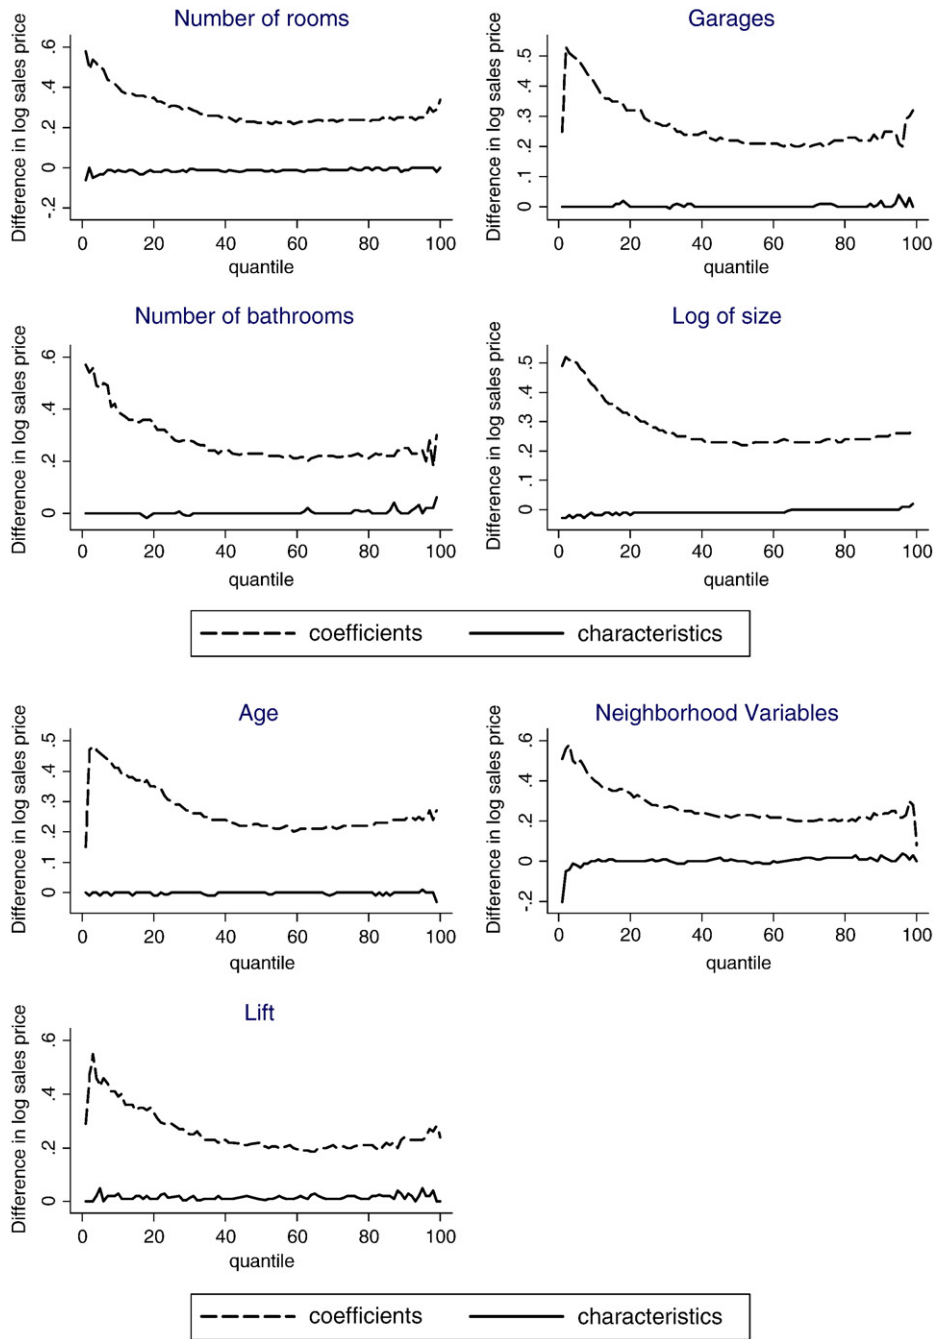 Number of rooms
Difference in log sales price
.6
.4
.2
0
-.2
0 20 40 60 80 100
quantile
Garages
Difference in log sales price
.5
.4
.3
.2
.1
0
0 20 40 60 80 100
quantile
Number of bathrooms
Difference in log sales price
.6
.4
.2
0
0 20 40 60 80 100
quantile
Log of size
Difference in log sales price
.5
.4
.3
.2
.1
0
0 20 40 60 80 100
quantile
coefficients characteristics
Age
Difference in log sales price
.5
.4
.3
.2
.1
0
0 20 40 60 80 100
quantile
Neighborhood Variables
Difference in log sales price
.6
.4
.2
0
-.2
0 20 40 60 80 100
quantile
Lift
Difference in log sales price
.6
.4
.2
0
0 20 40 60 80 100
quantile
coefficients characteristics